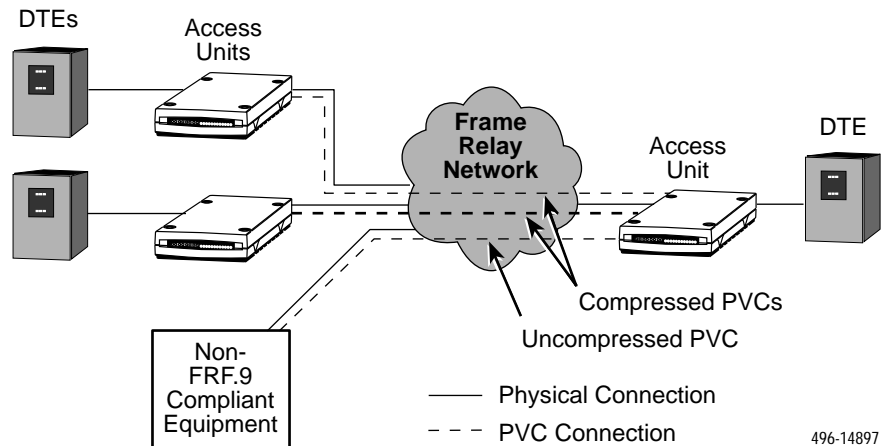 DTEs
Access
Units
Frame
Relay
Network
Access
Unit
DTE
Compressed PVCs
Uncompressed PVC
Non-
FRF.9
Compliant
Equipment
Physical Connection
PVC Connection
496-14897